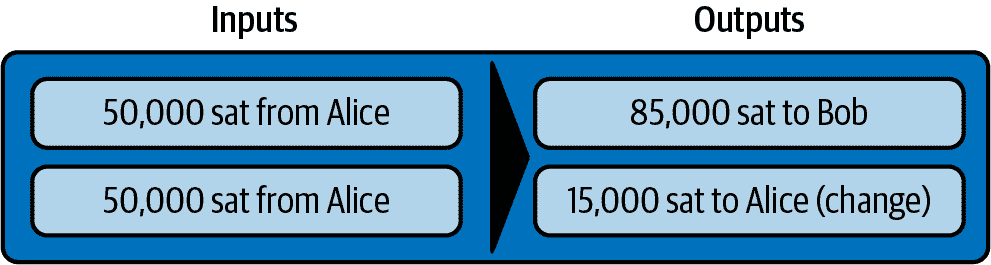 Inputs
Outputs
50,000 sat from Alice
85,000 sat to Bob
50,000 sat from Alice
15,000 sat to Alice (change)